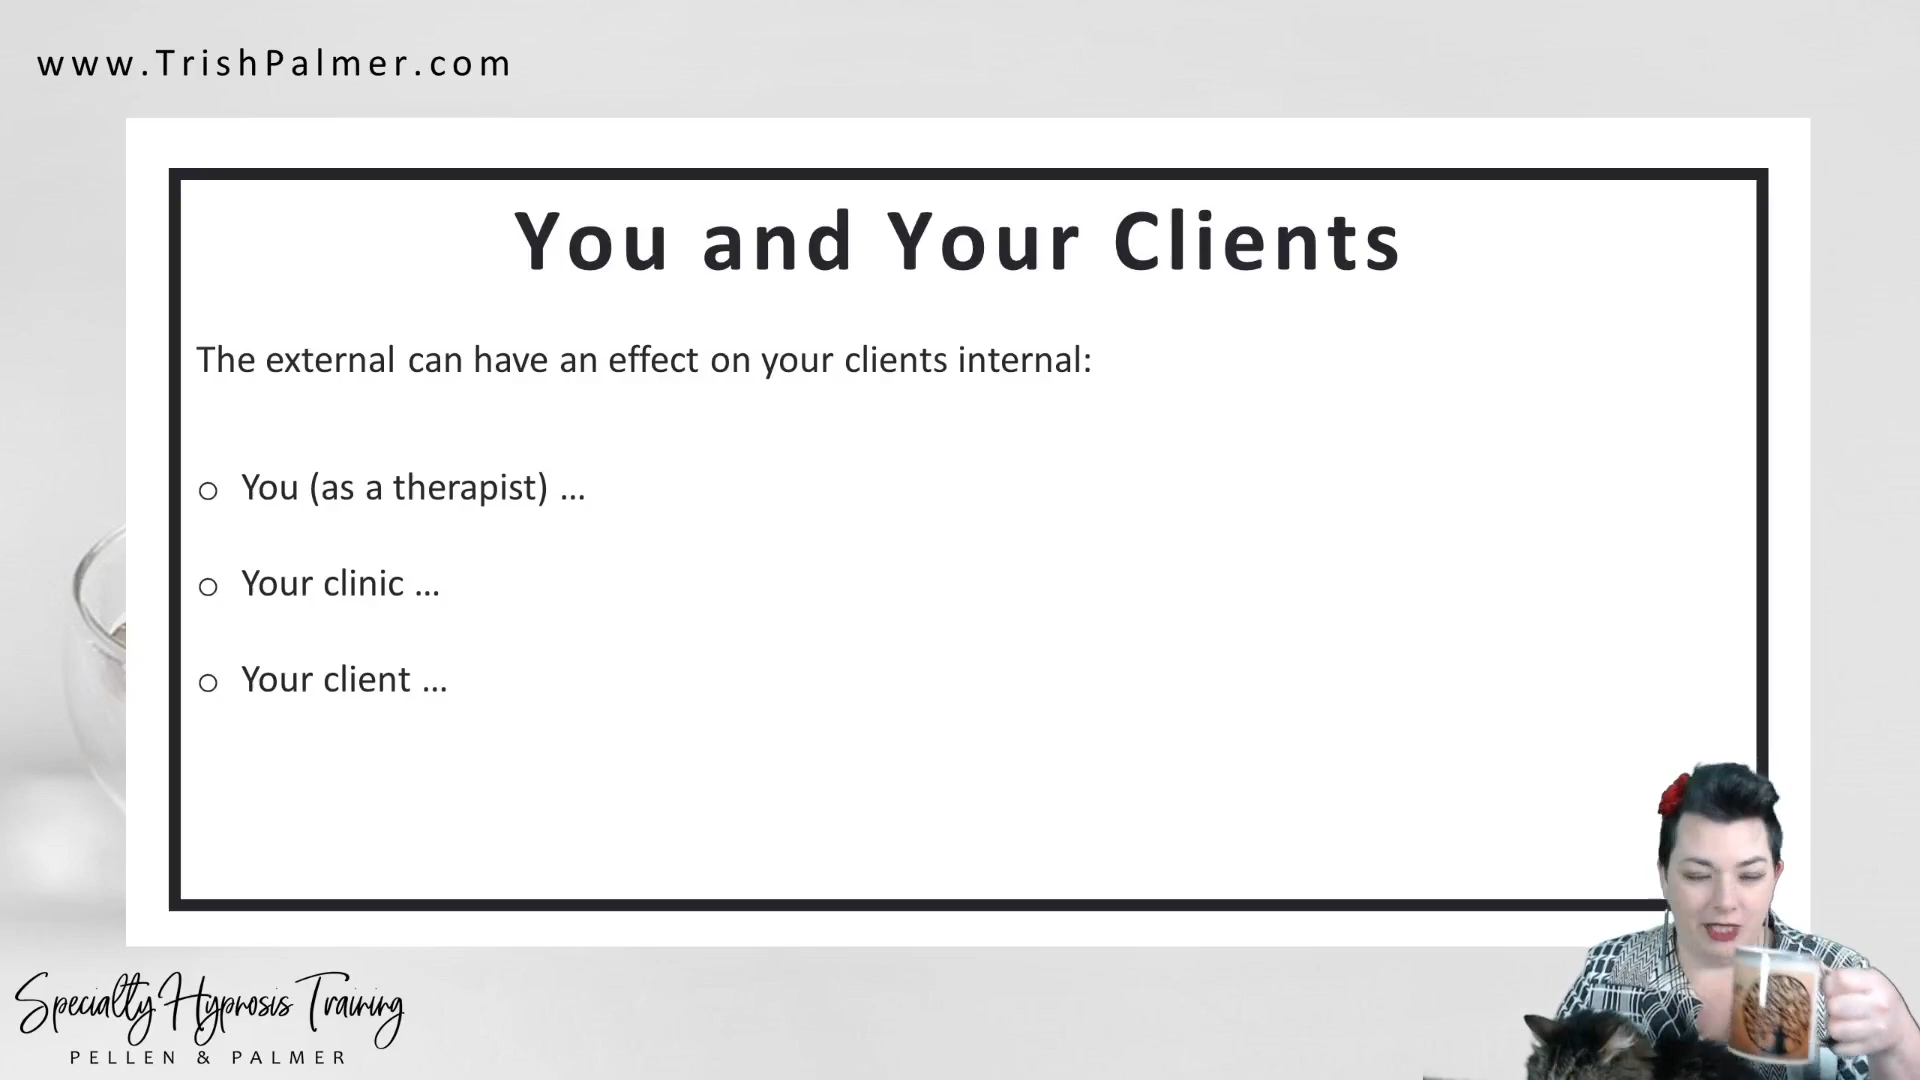 www.TrishPalmer.com
You and Your Clients
The external can have an effect on your clients internal:
You (as a therapist) ...
Your clinic ...
Your client ...
Specialty Hypnosis Training
PELLEN & PALMER